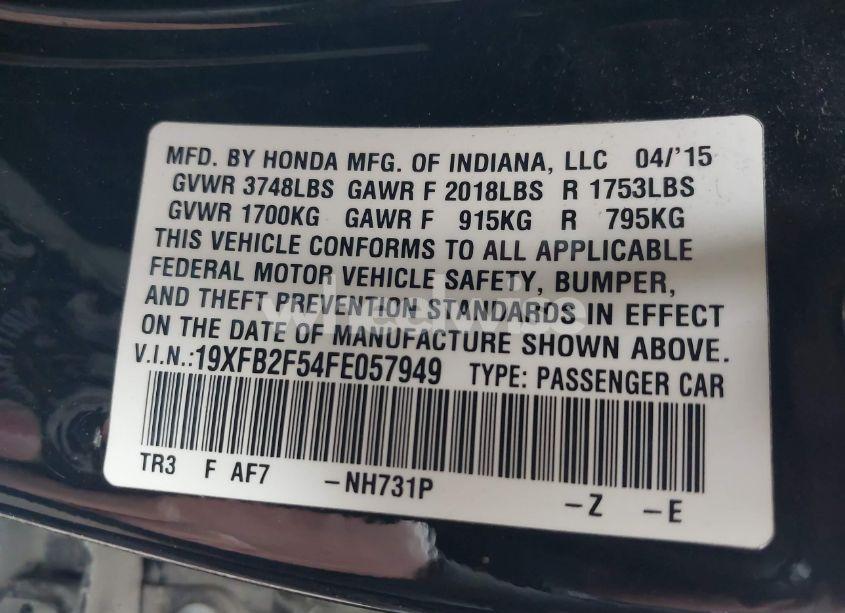 MFD. BY HONDA MFG. OF INDIANA, LLC 04/'15
GVWR 3748LBS GAWR F 2018LBS R 1753LBS
GVWR 1700KG GAWR F 915KG R 795KG
THIS VEHICLE CONFORMS TO ALL APPLICABLE
FEDERAL MOTOR VEHICLE SAFETY, BUMPER,
AND THEFT PREVENTION STANDARDS IN EFFECT
ON THE DATE OF MANUFACTURE SHOWN ABOVE.
V.I.N.:19XFB2F54FE057949 TYPE: PASSENGER CAR
TR3 F AF7 -NH731P -Z -E
wheelwise